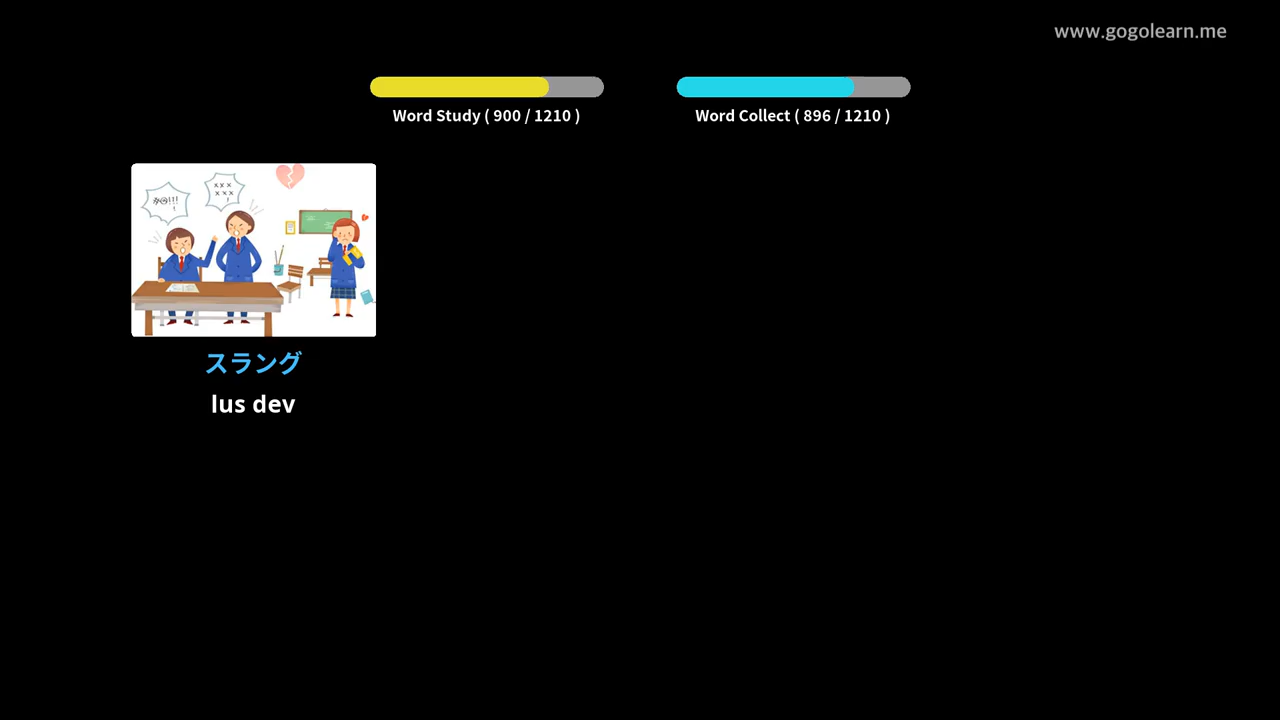 www.gogolearn.me
Word Study ( 900 / 1210 )
Word Collect ( 896 / 1210 )
スラング
lus dev